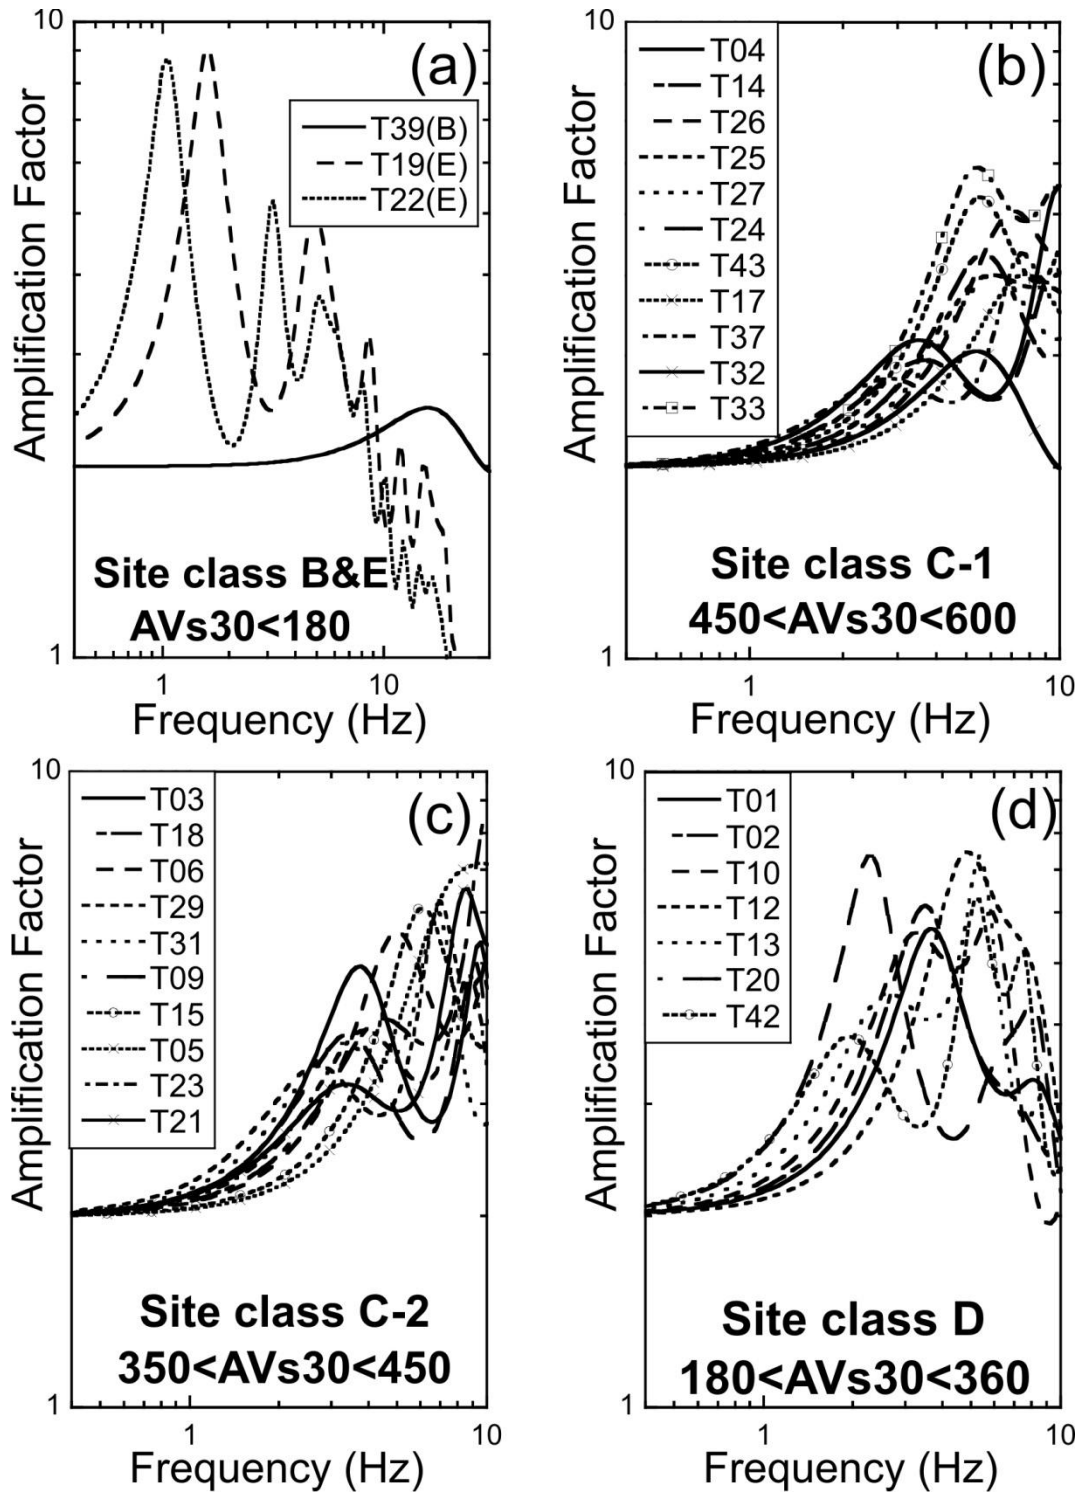 10
(a)
T39(B)
T19(E)
T22(E)
Amplification Factor
Site class B&E
AVs30<180
1
1
10
Frequency (Hz)
10
(b)
T04
T14
T26
T25
T27
T24
T43
T17
T37
T32
T33
Amplification Factor
Site class C-1
450<AVs30<600
1
1
10
Frequency (Hz)
10
(c)
T03
T18
T06
T29
T31
T09
T15
T05
T23
T21
Amplification Factor
Site class C-2
350<AVs30<450
1
1
10
Frequency (Hz)
10
(d)
T01
T02
T10
T12
T13
T20
T42
Amplification Factor
Site class D
180<AVs30<360
1
1
10
Frequency (Hz)